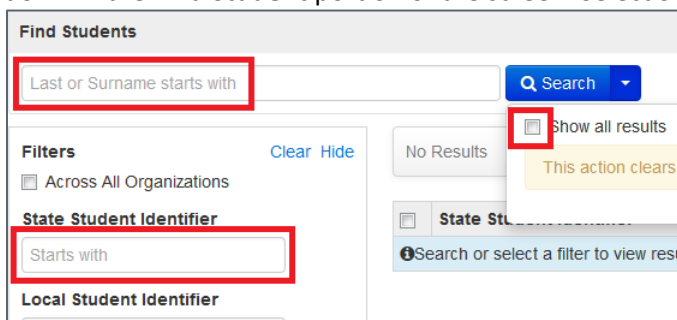 Find Students
Last or Surname starts with
Search
Show all results
This action clears
Filters Clear Hide
Across All Organizations
No Results
State Student Identifier
Starts with
Local Student Identifier
State
Search or select a filter to view